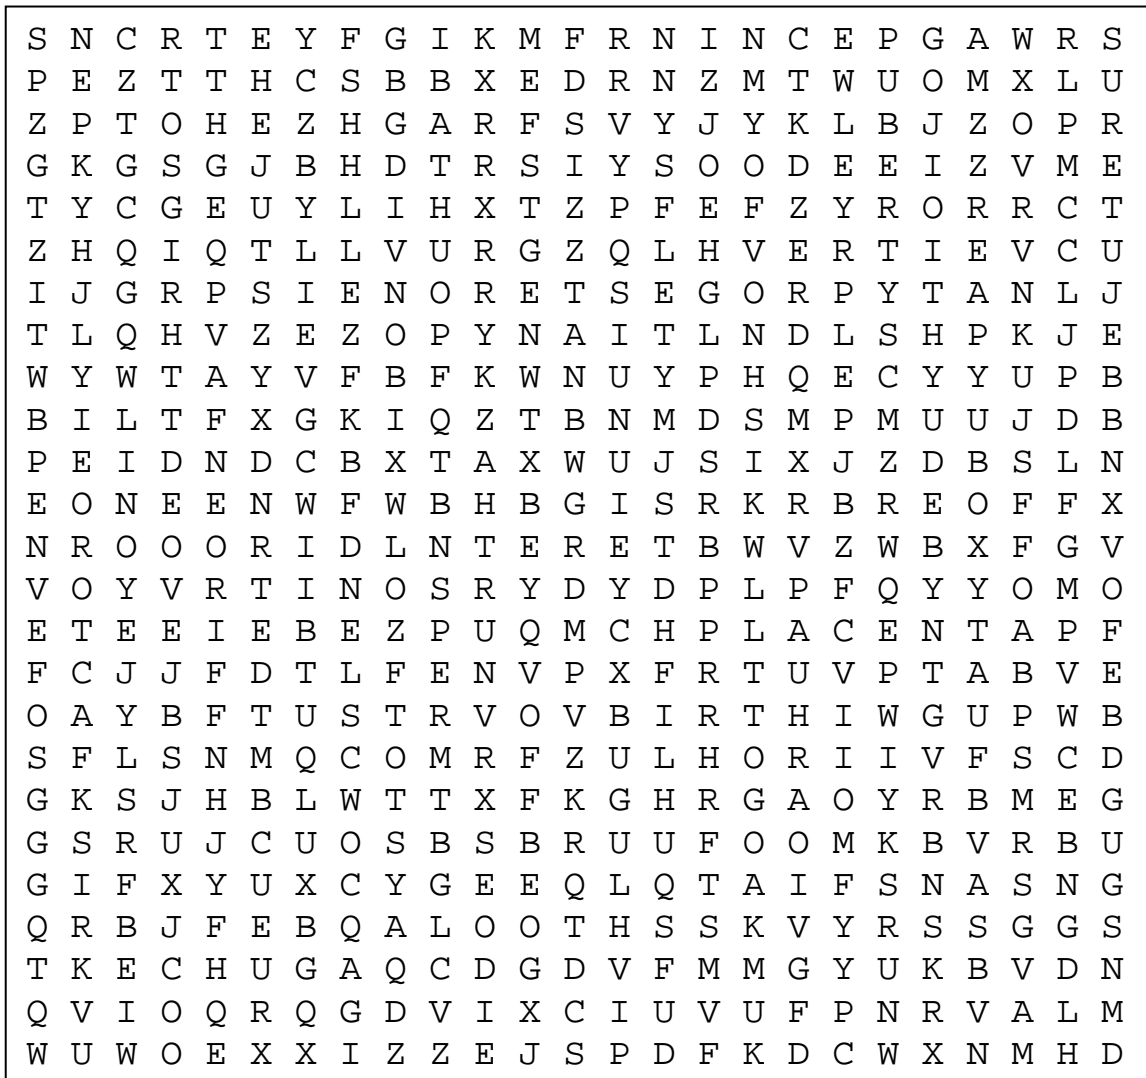 S N C R T E Y F G I K M F R N I N C E P G A W R S
P E Z T T H C S B B X E D R N Z M T W U O M X L U
Z P T O H E Z H G A R F S V Y J Y K L B J Z O P R
G K G S G J B H D T R S I Y S O O D E E I Z V M E
T Y C G E U Y L I H X T Z P F E F Z Y R O R R C T
Z H Q I Q T L L V U R G Z Q L H V E R T I E V C U
I J G R P S I E N O R E T S E G O R P Y T A N L J
T L Q H V Z E Z O P Y N A I T L N D L S H P K J E
W Y W T A Y V F B F K W N U Y P H Q E C Y Y U P B
B I L T F X G K I Q Z T B N M D S M P M U U J D B
P E I D N D C B X T A X W U J S I X J Z D B S L N
E O N E E N W F W B H B G I S R K R B R E O F F X
N R O O O R I D L N T E R E T B W V Z W B X F G V
V O Y V R T I N O S R Y D Y D P L P F Q Y Y O M O
E T E E I E B E Z P U Q M C H P L A C E N T A P F
F C J J F D T L F E N V P X F R T U V P T A B V E
O A Y B F T U S T R V O V B I R T H I W G U P W B
S F L S N M Q C O M R F Z U L H O R I I V F S C D
G K S J H B L W T T X F K G H R G A O Y R B M E G
G S R U J C U O S B S B R U U F O O M K B V R B U
G I F X Y U X C Y G E E Q L Q T A I F S N A S N G
Q R B J F E B Q A L O O T H S S K V Y R S S G G S
T K E C H U G A Q C D G D V F M M G Y U K B V D N
Q V I O Q R Q G D V I X C I U V U F P N R V A L M
W U W O E X X I Z Z E J S P D F K D C W X N M H D